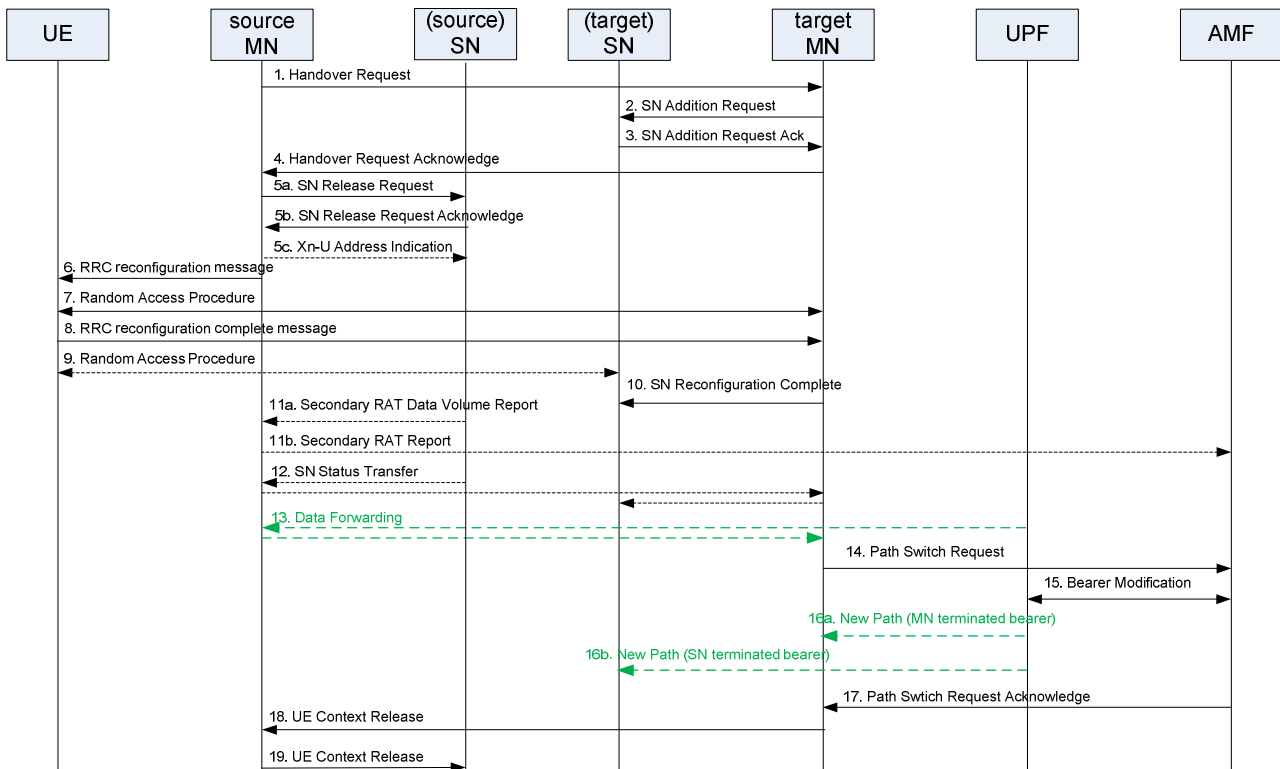 UE
source
MN
(source)
SN
(target)
SN
target
MN
UPF
AMF
1. Handover Request
2. SN Addition Request
3. SN Addition Request Ack
4. Handover Request Acknowledge
5a. SN Release Request
5b. SN Release Request Acknowledge
5c. Xn-U Address Indication
6. RRC reconfiguration message
7. Random Access Procedure
8. RRC reconfiguration complete message
9. Random Access Procedure
10. SN Reconfiguration Complete
11a. Secondary RAT Data Volume Report
11b. Secondary RAT Report
12. SN Status Transfer
13. Data Forwarding
14. Path Switch Request
15. Bearer Modification
16a. New Path (MN terminated bearer)
16b. New Path (SN terminated bearer)
17. Path Swtich Request Acknowledge
18. UE Context Release
19. UE Context Release